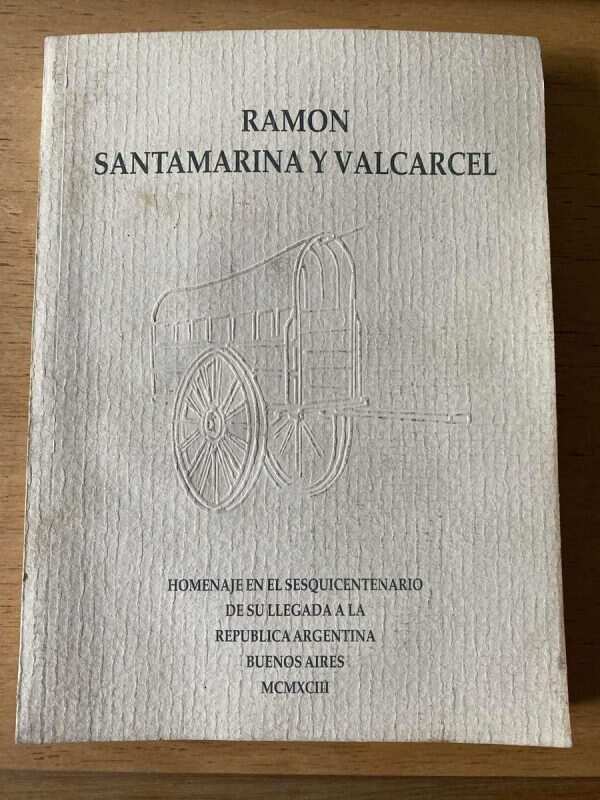 RAMON
SANTAMARINA Y VALCARCEL
HOMENAJE EN EL SESQUICENTENARIO
DE SU LLEGADA A LA
REPUBLICA ARGENTINA
BUENOS AIRES
MCMXCIII